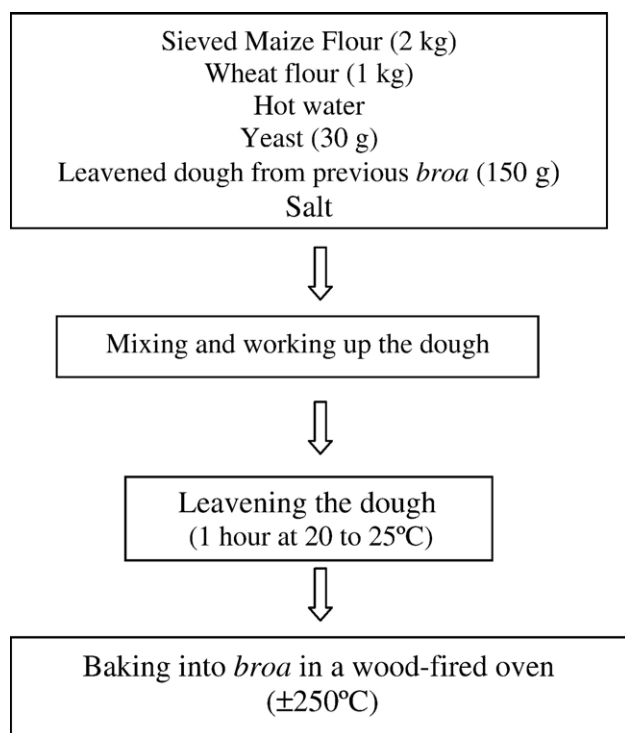 Sieved Maize Flour (2 kg)
Wheat flour (1 kg)
Hot water
Yeast (30 g)
Leavened dough from previous broa (150 g)
Salt
Mixing and working up the dough
Leavening the dough
(1 hour at 20 to 25ºC)
Baking into broa in a wood-fired oven
(±250ºC)